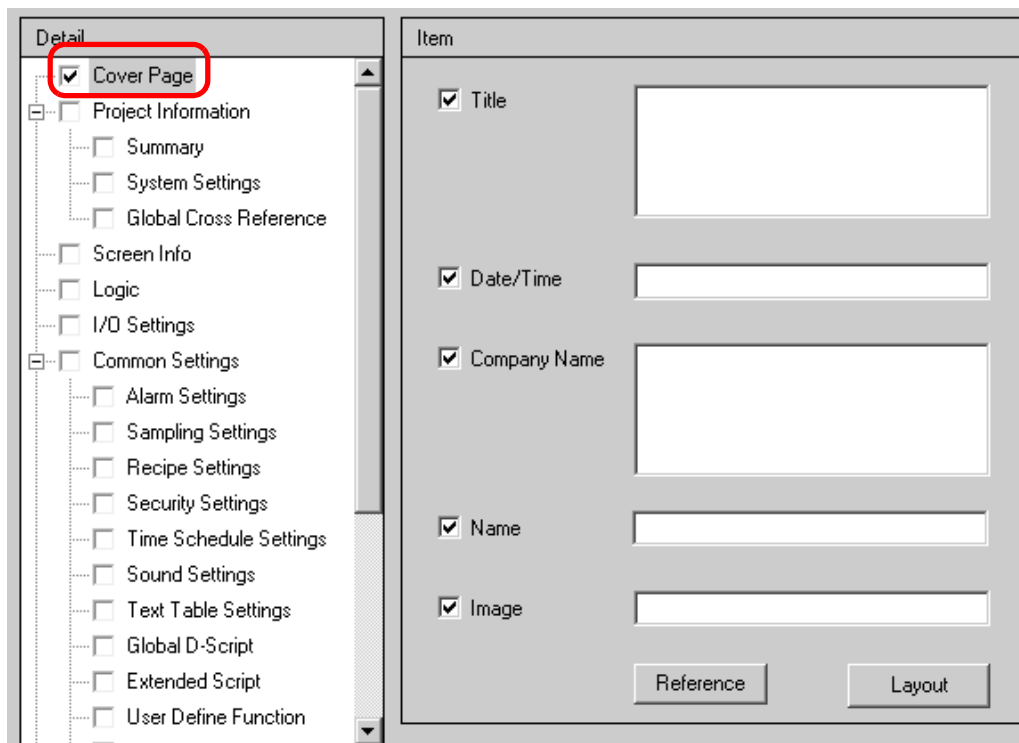 Detail
Cover Page
Project Information
Summary
System Settings
Global Cross Reference
Screen Info
Logic
I/O Settings
Common Settings
Alarm Settings
Sampling Settings
Recipe Settings
Security Settings
Time Schedule Settings
Sound Settings
Text Table Settings
Global D-Script
Extended Script
User Define Function
Item
Title
Date/Time
Company Name
Name
Image
Reference
Layout